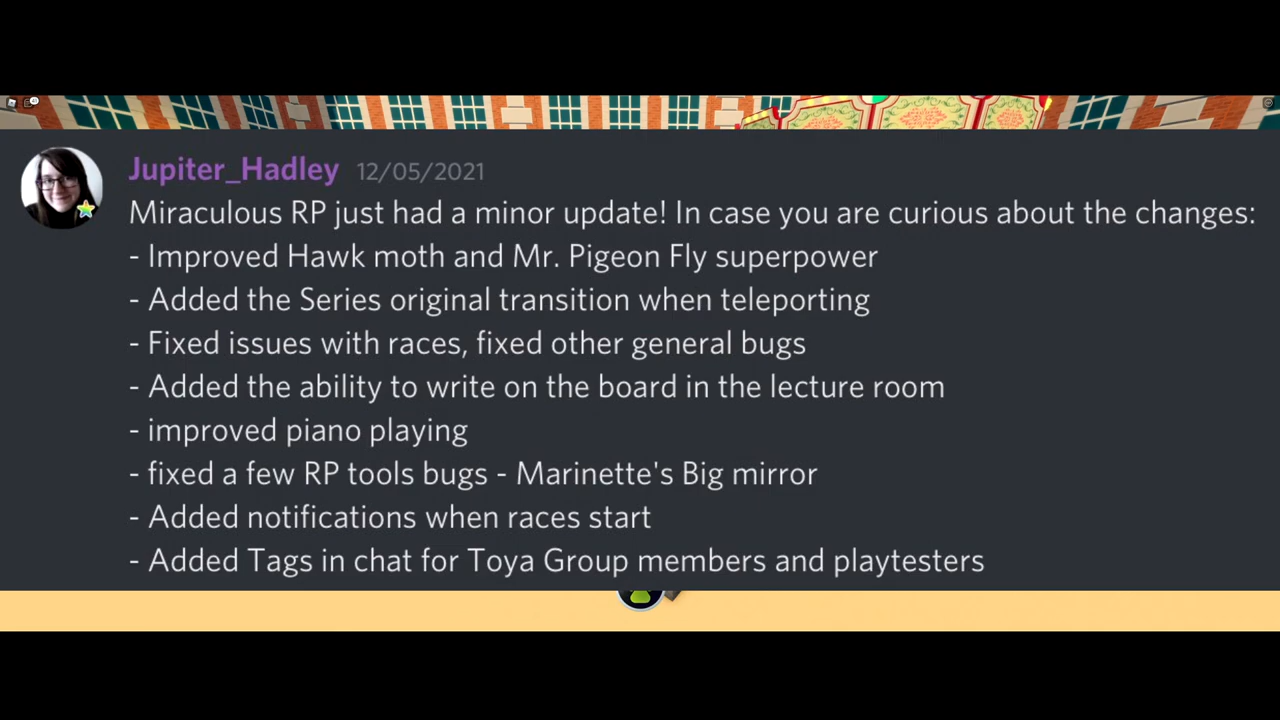 Jupiter_Hadley 12/05/2021
Miraculous RP just had a minor update! In case you are curious about the changes:
- Improved Hawk moth and Mr. Pigeon Fly superpower
- Added the Series original transition when teleporting
- Fixed issues with races, fixed other general bugs
- Added the ability to write on the board in the lecture room
- improved piano playing
- fixed a few RP tools bugs - Marinette's Big mirror
- Added notifications when races start
- Added Tags in chat for Toya Group members and playtesters